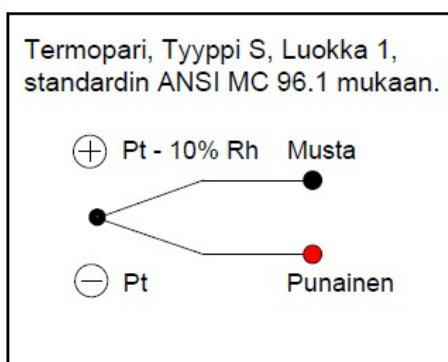 Termopari, Tyyppi S, Luokka 1,
standardin ANSI MC 96.1 mukaan.
+ Pt - 10% Rh Musta
− Pt Punainen